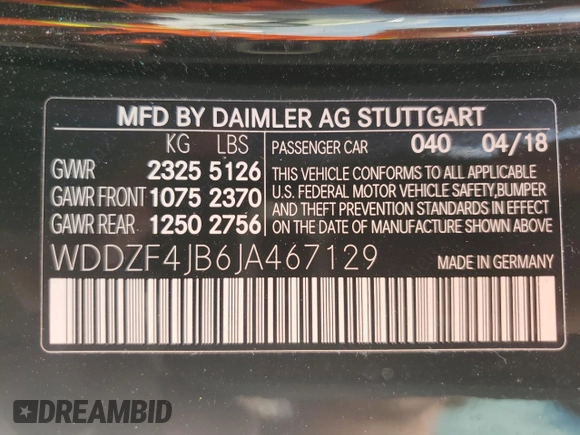 MFD BY DAIMLER AG STUTTGART
KG LBS
GVWR 2325 5126
GAWR FRONT 1075 2370
GAWR REAR 1250 2756
PASSENGER CAR 040 04/18
THIS VEHICLE CONFORMS TO ALL APPLICABLE
U.S. FEDERAL MOTOR VEHICLE SAFETY, BUMPER
AND THEFT PREVENTION STANDARDS IN EFFECT
ON THE DATE OF MANUFACTURE SHOWN ABOVE.
WDDZF4JB6JA467129 MADE IN GERMANY
DREAMBID